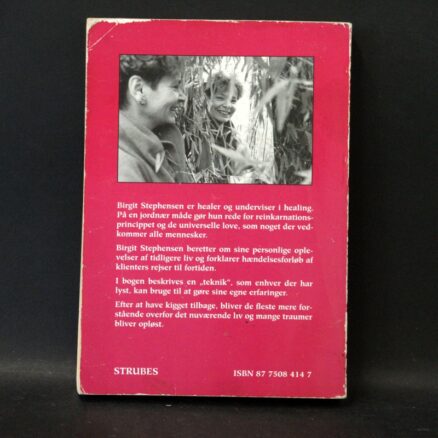 Birgit Stephensen er healer og underviser i healing.
På en jordnær måde gør hun rede for reinkarnations-
princippet og de universelle love, som noget der ved-
kommer alle mennesker.
Birgit Stephensen beretter om sine personlige ople-
velser af tidligere liv og forklarer hændelsesforløb af
klienters rejser til fortiden.
I bogen beskrives en „teknik“, som enhver der har
lyst, kan bruge til at gøre sine egne erfaringer.
Efter at have kigget tilbage, bliver de fleste mere for-
stående overfor det nuværende liv og mange traumer
bliver opløst.
STRUBES ISBN 87 7508 414 7